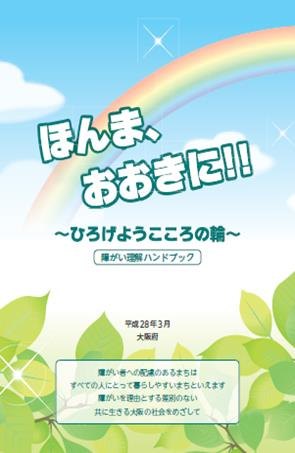 ほんま、
おおきに!!
～ひろげようこころの輪～
障がい理解ハンドブック
平成28年3月
大阪府
障がい者への配慮のあるまちは
すべての人にとって暮らしやすいまちといえます
障がいを理由とする差別のない
共に生きる大阪の社会をめざして